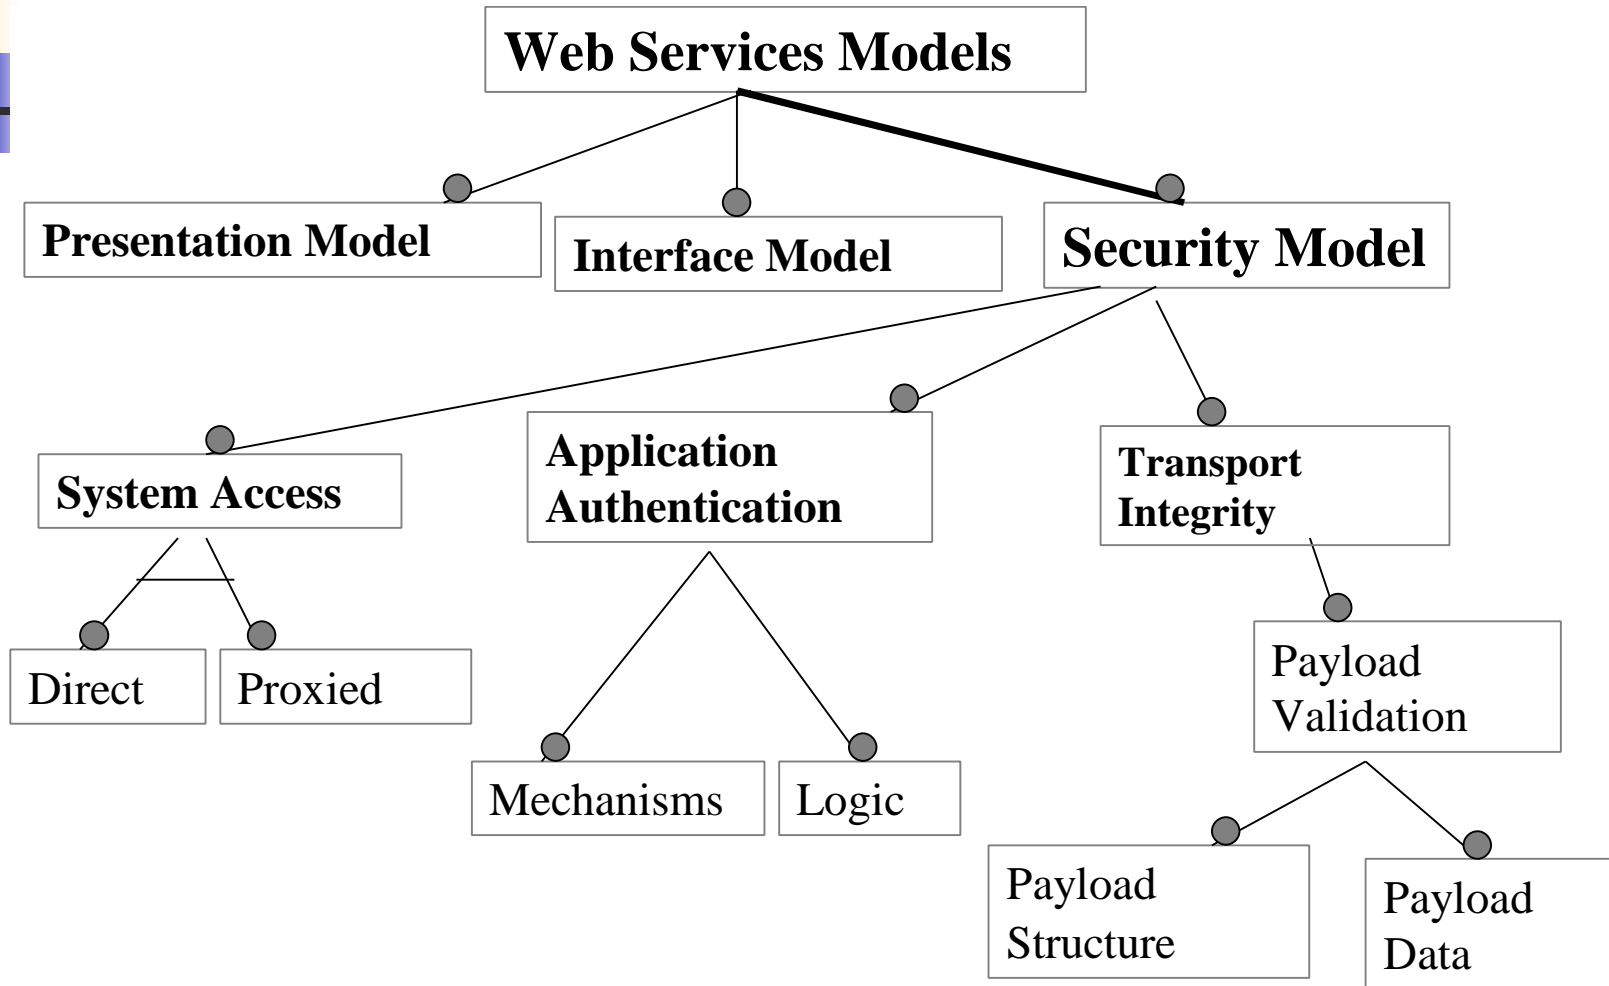 Web Services Models
Presentation Model
Interface Model
Security Model
System Access
Application
Authentication
Transport
Integrity
Direct
Proxied
Mechanisms
Logic
Payload
Validation
Payload
Structure
Payload
Data